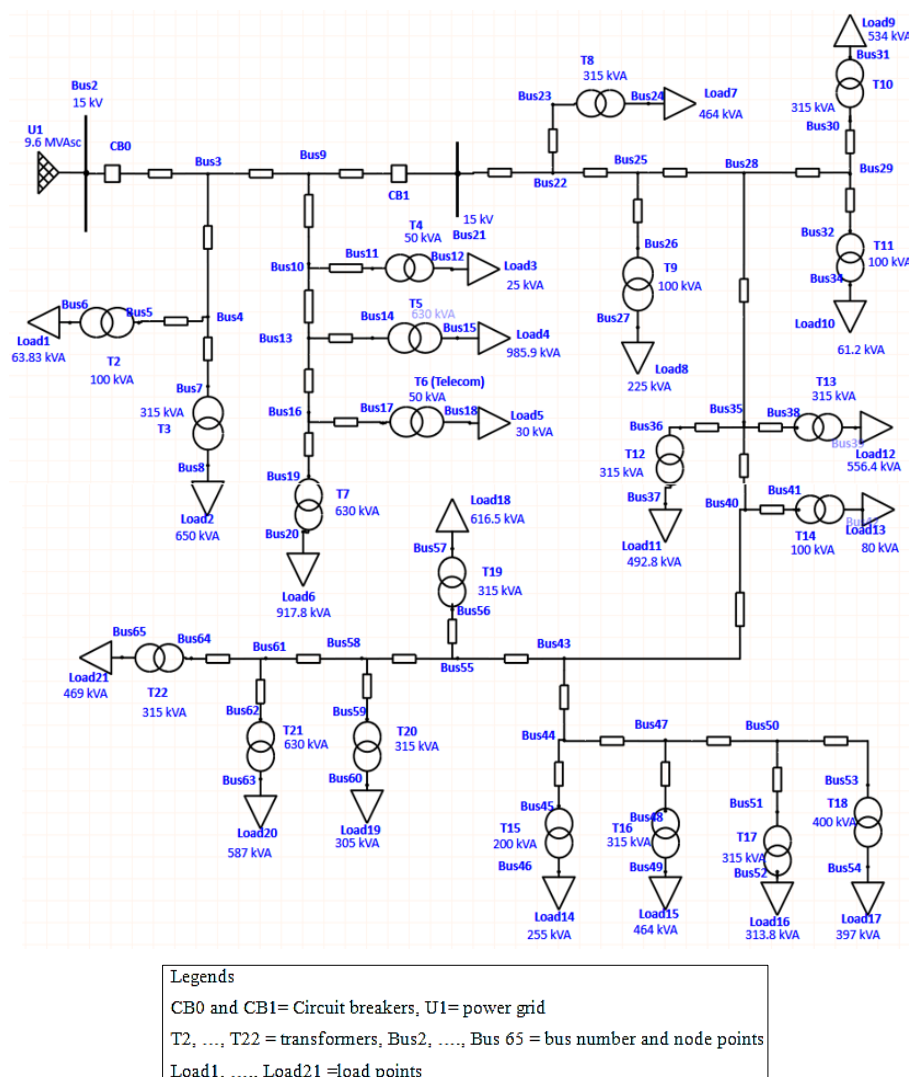 Load9
534 kVA
Bus31
T10
315 kVA
Bus30
T8
315 kVA
Bus23
Bus24
Load7
464 kVA
Bus2
15 kV
U1
9.6 MVAsc
CB0
Bus3
Bus9
CB1
15 kV
Bus21
Bus22
Bus25
Bus28
Bus29
T4
50 kVA
Bus10
Bus11
Bus12
Load3
25 kVA
Bus26
T9
100 kVA
Bus27
Load8
225 kVA
Bus32
T11
100 kVA
Bus34
Load10
61.2 kVA
Bus6
Bus5
Bus4
Load1
63.83 kVA
T2
100 kVA
T5
630 kVA
Bus13
Bus14
Bus15
Load4
985.9 kVA
Bus7
315 kVA
T3
Bus8
Load2
650 kVA
T6 (Telecom)
50 kVA
Bus16
Bus17
Bus18
Load5
30 kVA
Bus19
T7
630 kVA
Bus20
Load6
917.8 kVA
T13
315 kVA
Bus35
Bus38
Bus39
Load12
556.4 kVA
Bus36
T12
315 kVA
Bus37
Load11
492.8 kVA
Bus40
Bus41
T14
100 kVA
Load13
80 kVA
Load18
616.5 kVA
Bus57
T19
315 kVA
Bus56
Bus65
Bus64
Bus61
Bus58
Bus55
Bus43
Load21
469 kVA
T22
315 kVA
Bus62
T21
630 kVA
Bus63
Load20
587 kVA
Bus59
T20
315 kVA
Bus60
Load19
305 kVA
Bus44
Bus47
Bus50
Bus45
T15
200 kVA
Bus46
Load14
255 kVA
Bus48
T16
315 kVA
Bus49
Load15
464 kVA
Bus51
T17
315 kVA
Bus52
Load16
313.8 kVA
Bus53
T18
400 kVA
Bus54
Load17
397 kVA
Legends
CB0 and CB1= Circuit breakers, U1= power grid
T2, ..., T22 = transformers, Bus2, ...., Bus 65 = bus number and node points
Load1, ...., Load21 =load points